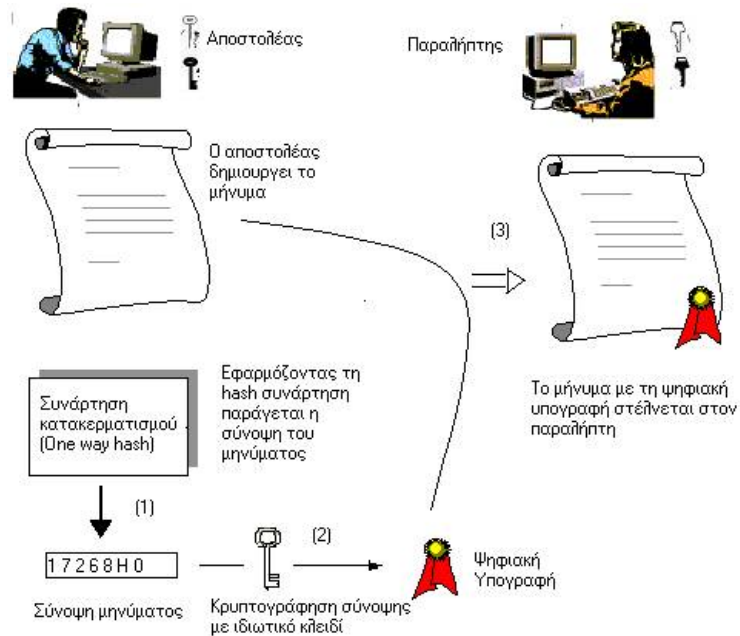 Αποστολέας
Παραλήπτης
Ο αποστολέας
δημιουργει το
μήνυμα
(3)
Συνάρτηση
κατακερματισμού
(One way hash)
Εφαρμόζοντας τη
hash συνάρτηση
παράγεται η
σύνοψη του
μηνύματος
Το μήνυμα με τη ψηφιακή
υπογραφή στέλνεται στον
παραλήπτη
(1)
17268H0
Σύνοψη μηνύματος
(2)
Κρυπτογράφηση σύνοψης
με ιδιωτικό κλειδί
Ψηφιακή
Υπογραφή